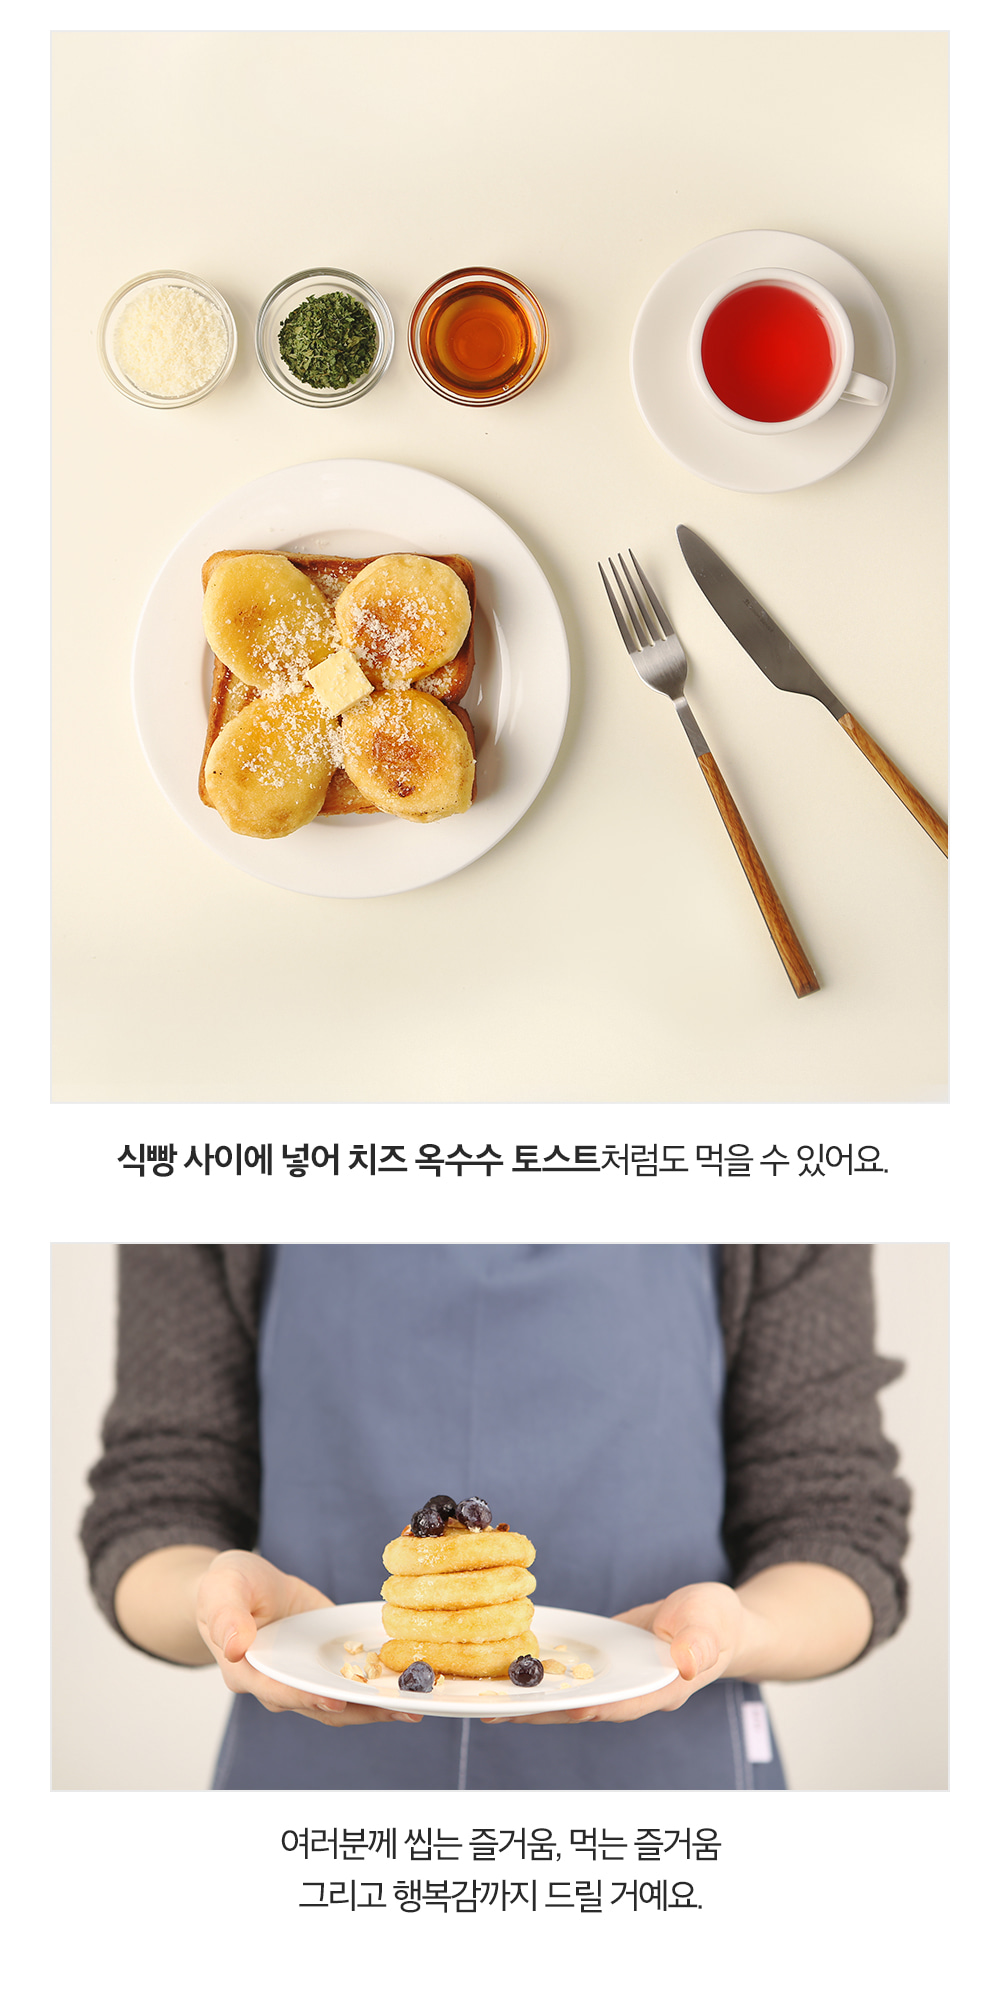 식빵 사이에 넣어 치즈 옥수수 토스트처럼도 먹을 수 있어요.
여러분께 씹는 즐거움, 먹는 즐거움
그리고 행복감까지 드릴 거예요.